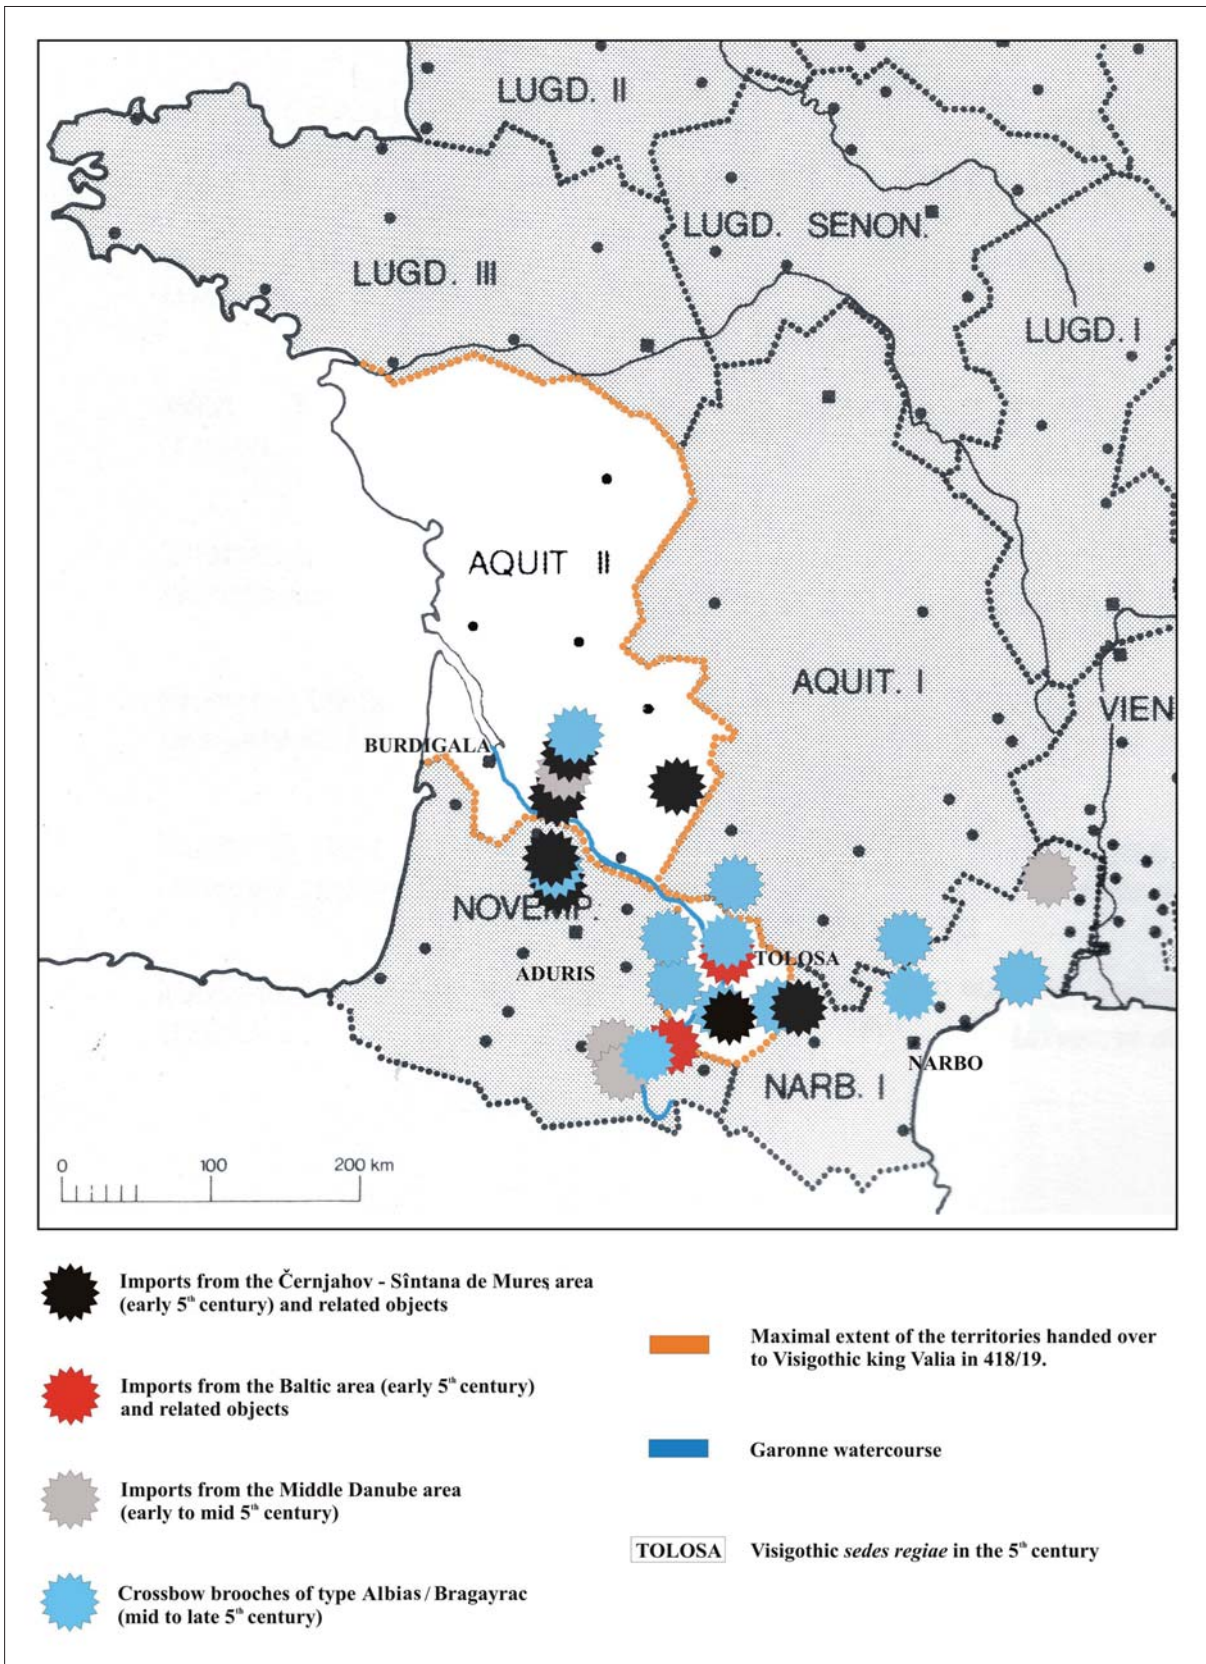 LUGD. II
LUGD. SENON.
LUGD. III
LUGD. I
AQUIT II
AQUIT. I
VIEN
BURDIGALA
NOVEMP.
TOLOSA
ADURIS
NARBO
NARB. I
0 100 200 km
Imports from the Černjahov - Sîntana de Mureş area
(early 5th century) and related objects
Imports from the Baltic area (early 5th century)
and related objects
Imports from the Middle Danube area
(early to mid 5th century)
Crossbow brooches of type Albias / Bragayrac
(mid to late 5th century)
Maximal extent of the territories handed over
to Visigothic king Valia in 418/19.
Garonne watercourse
TOLOSA Visigothic sedes regiae in the 5th century